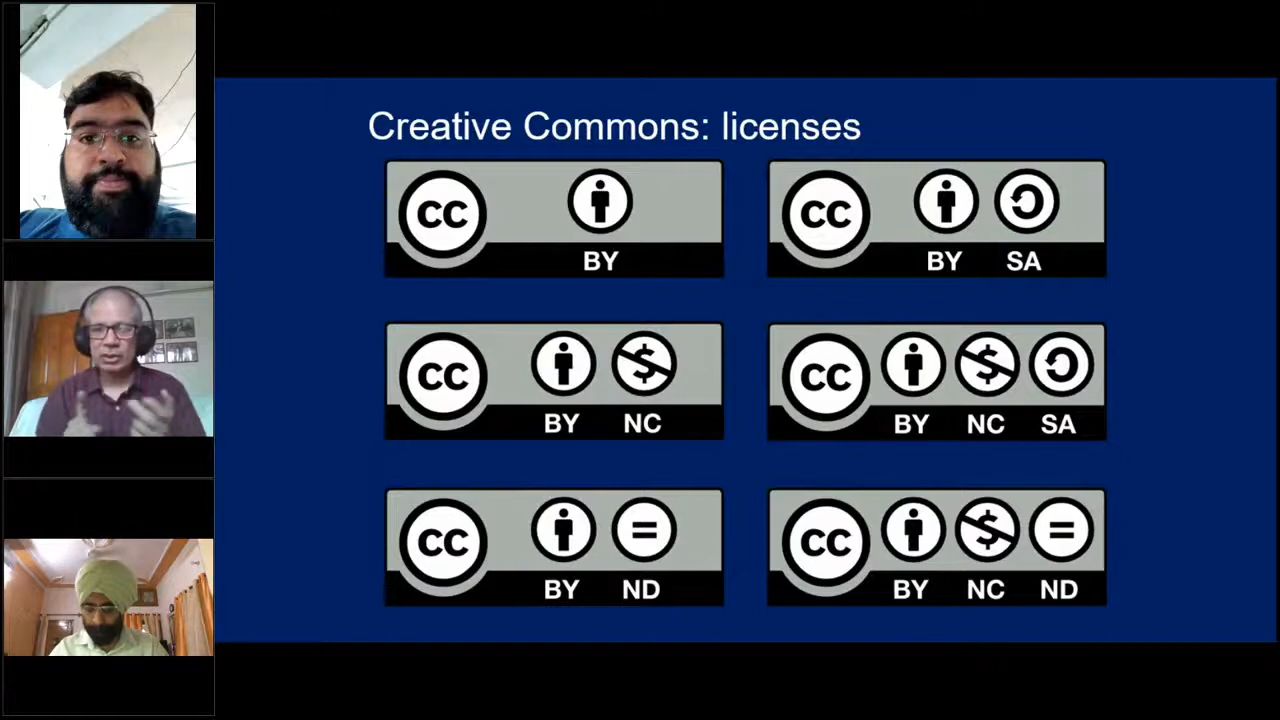 Creative Commons: licenses
CC BY
CC BY SA
CC $ BY NC
CC $ BY NC SA
CC = BY ND
CC $ = BY NC ND